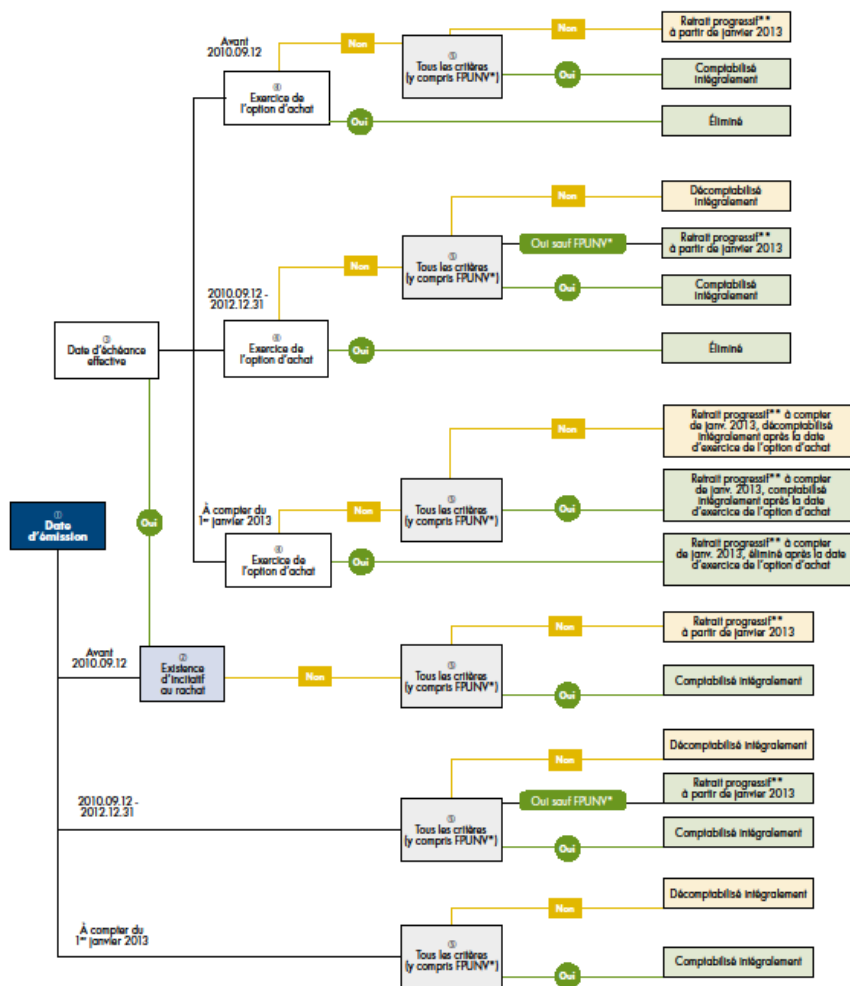 Avant
2010.09.12
Non
Non
Retrait progressif**
à partir de janvier 2013
⑤
Tous les critères
(y compris FPUNV*)
Oui
Comptabilisé
intégralement
④
Exercice de
l'option d'achat
Oui
Éliminé
Non
Décomptabilisé
intégralement
⑤
Tous les critères
(y compris FPUNV*)
Oui sauf FPUNV*
Retrait progressif**
à partir de janvier 2013
Non
Oui
Comptabilisé
intégralement
2010.09.12 -
2012.12.31
③
Date d'échéance
effective
④
Exercice de
l'option d'achat
Oui
Éliminé
Non
Retrait progressif** à compter
de janv. 2013, décomptabilisé
intégralement après la date
d'exercice de l'option d'achat
⑤
Tous les critères
(y compris FPUNV*)
Oui
Retrait progressif** à compter
de janv. 2013, comptabilisé
intégralement après la date
d'exercice de l'option d'achat
À compter du
1er janvier 2013
Non
①
Date
d'émission
Oui
④
Exercice de
l'option d'achat
Oui
Retrait progressif** à compter
de janv. 2013, éliminé après la date
d'exercice de l'option d'achat
Avant
2010.09.12
②
Existence
d'incitatif
au rachat
Non
⑤
Tous les critères
(y compris FPUNV*)
Non
Retrait progressif**
à partir de janvier 2013
Oui
Comptabilisé intégralement
2010.09.12 -
2012.12.31
⑤
Tous les critères
(y compris FPUNV*)
Non
Décomptabilisé intégralement
Oui sauf FPUNV*
Retrait progressif**
à partir de janvier 2013
Oui
Comptabilisé intégralement
À compter du
1er janvier 2013
⑤
Tous les critères
(y compris FPUNV*)
Non
Décomptabilisé intégralement
Oui
Comptabilisé intégralement